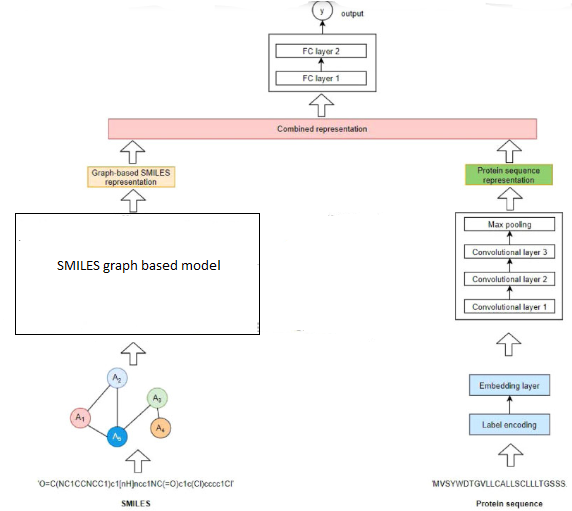 y output
FC layer 2
FC layer 1
Combined representation
Graph-based SMILES
representation
Protein sequence
representation
SMILES graph based model
Max pooling
Convolutional layer 3
Convolutional layer 2
Convolutional layer 1
A2
A1
A3
A4
A5
Embedding layer
Label encoding
'O=C(NC1CCNCC1)c1[nH]ncc1NC(=O)c1c(Cl)cccc1Cl'
SMILES
'MVSYWDTGVLLCALLSCLLLTGSSS.
Protein sequence